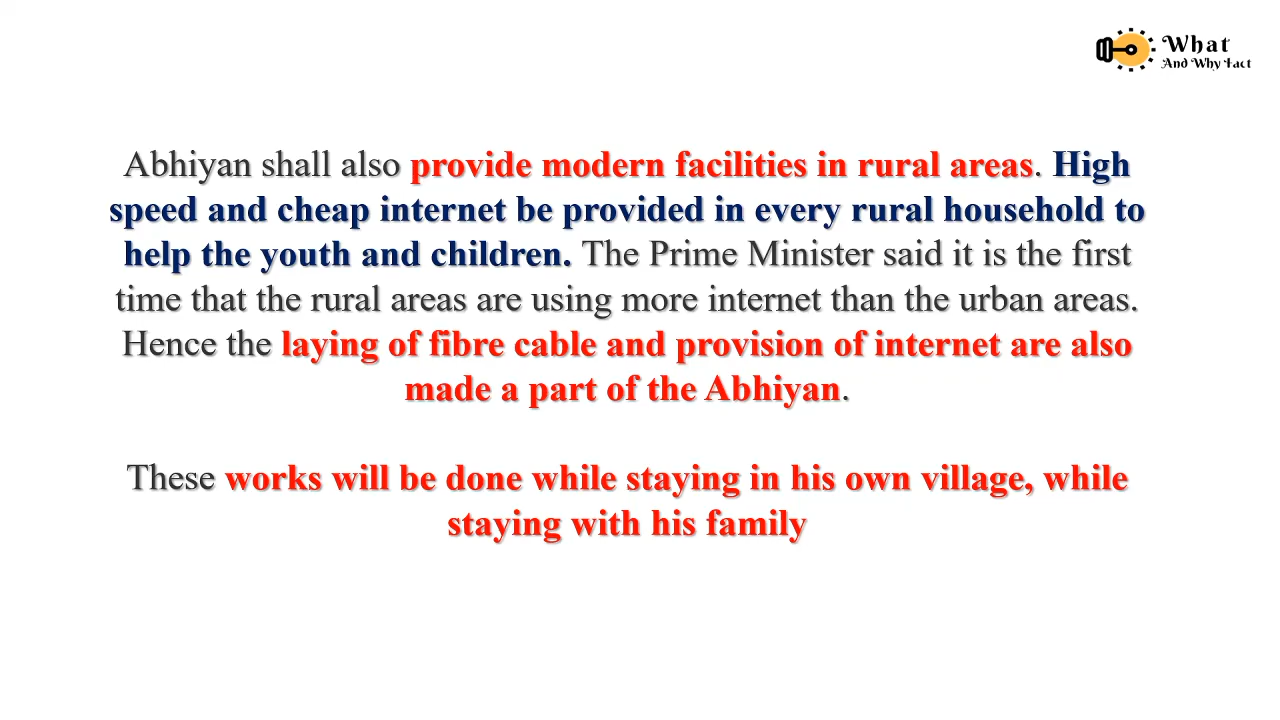 What
And Why Fact
Abhiyan shall also provide modern facilities in rural areas. High
speed and cheap internet be provided in every rural household to
help the youth and children. The Prime Minister said it is the first
time that the rural areas are using more internet than the urban areas.
Hence the laying of fibre cable and provision of internet are also
made a part of the Abhiyan.
These works will be done while staying in his own village, while
staying with his family